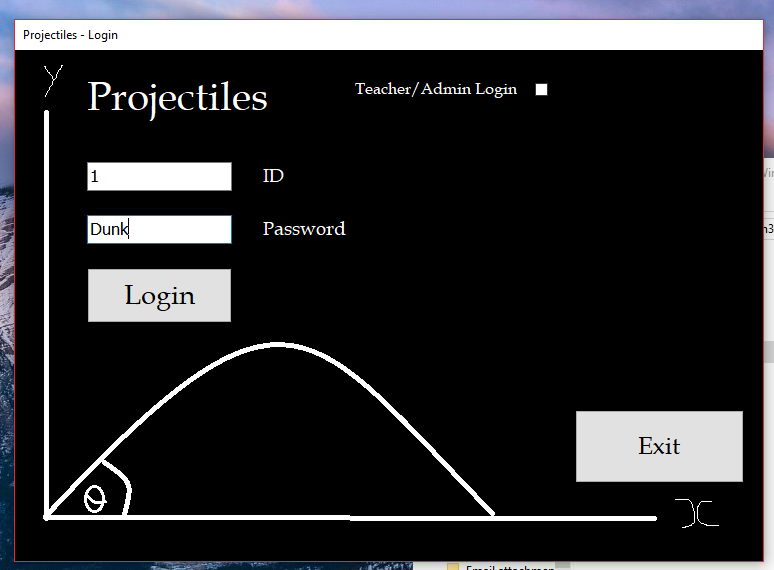 Projectiles - Login
y
Projectiles
Teacher/Admin Login
1 ID
Dunk Password
Login
Exit
θ
x